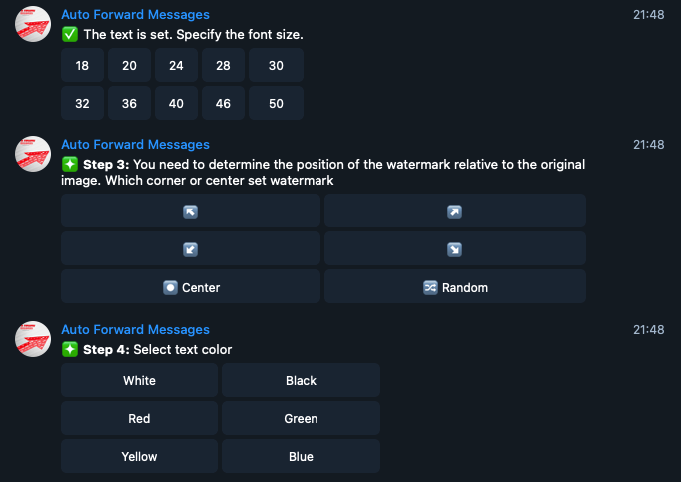 Auto Forward Messages 21:48
✅ The text is set. Specify the font size.
18 20 24 28 30
32 36 40 46 50
Auto Forward Messages 21:48
Step 3: You need to determine the position of the watermark relative to the original
image. Which corner or center set watermark
↖ ↗
↙ ↘
Center Random
Auto Forward Messages 21:48
Step 4: Select text color
White Black
Red Green
Yellow Blue